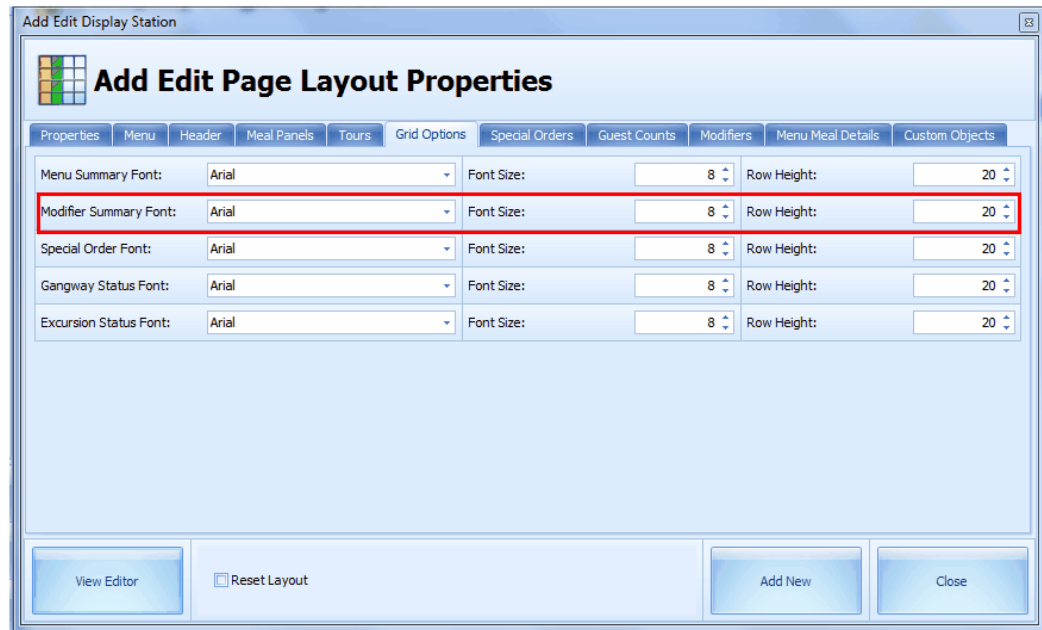 Add Edit Display Station
Add Edit Page Layout Properties
Properties Menu Header Meal Panels Tours Grid Options Special Orders Guest Counts Modifiers Menu Meal Details Custom Objects
Menu Summary Font: Arial Font Size: 8 Row Height: 20
Modifier Summary Font: Arial Font Size: 8 Row Height: 20
Special Order Font: Arial Font Size: 8 Row Height: 20
Gangway Status Font: Arial Font Size: 8 Row Height: 20
Excursion Status Font: Arial Font Size: 8 Row Height: 20
View Editor Reset Layout Add New Close